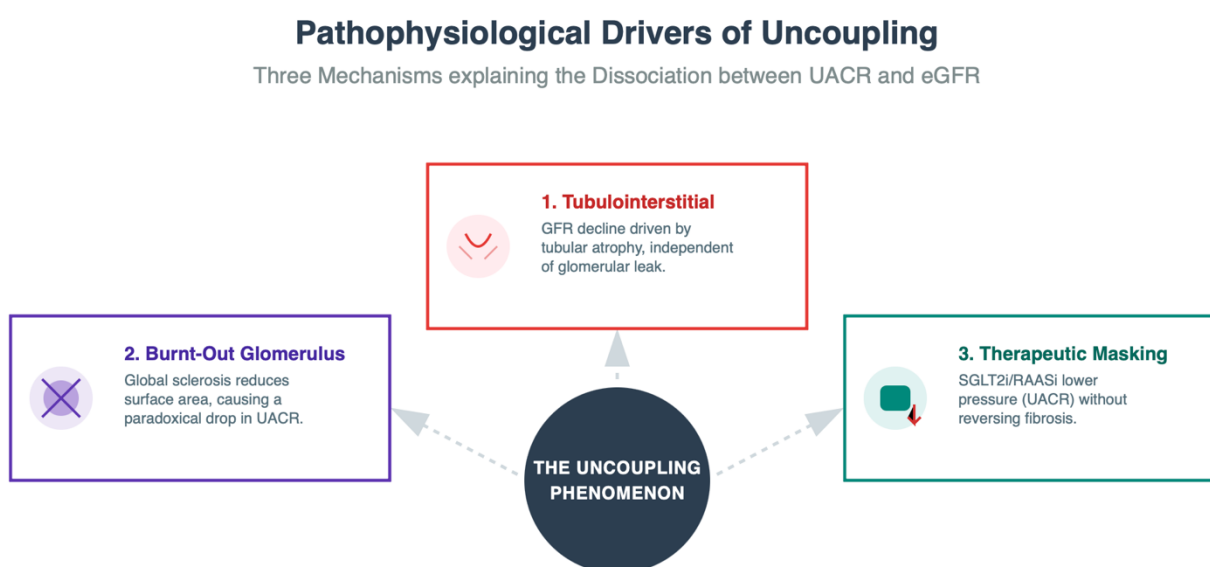 Pathophysiological Drivers of Uncoupling
Three Mechanisms explaining the Dissociation between UACR and eGFR
1. Tubulointerstitial
GFR decline driven by
tubular atrophy, independent
of glomerular leak.
2. Burnt-Out Glomerulus
Global sclerosis reduces
surface area, causing a
paradoxical drop in UACR.
3. Therapeutic Masking
SGLT2i/RAASi lower
pressure (UACR) without
reversing fibrosis.
THE UNCOUPLING
PHENOMENON